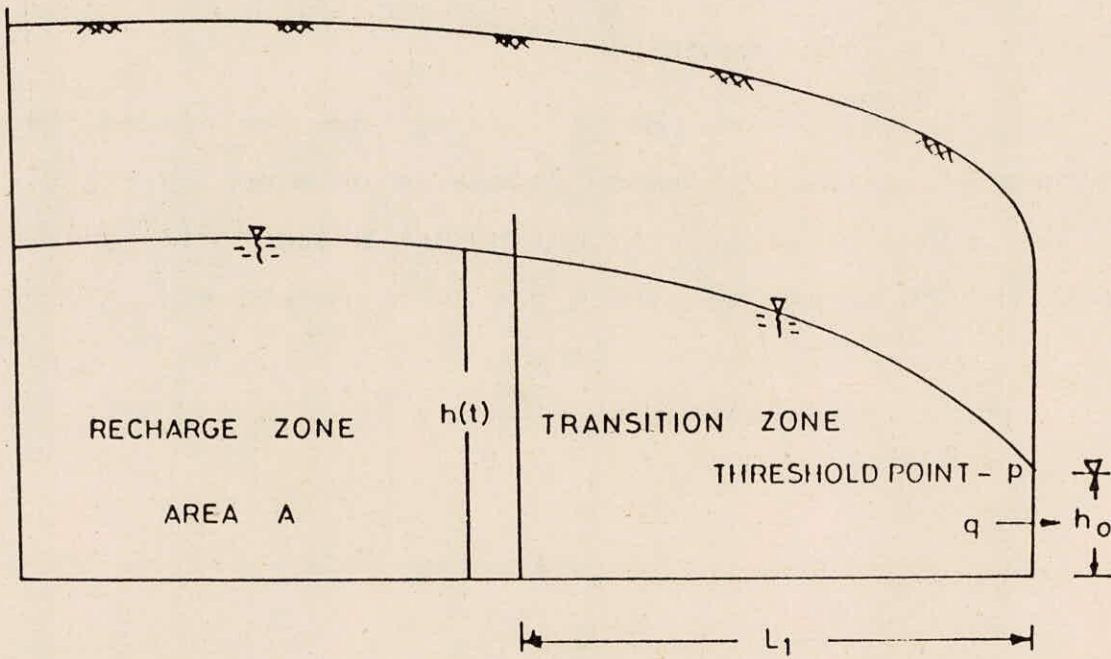 RECHARGE ZONE
AREA A
h(t)
TRANSITION ZONE
THRESHOLD POINT - P
q
h₀
L₁